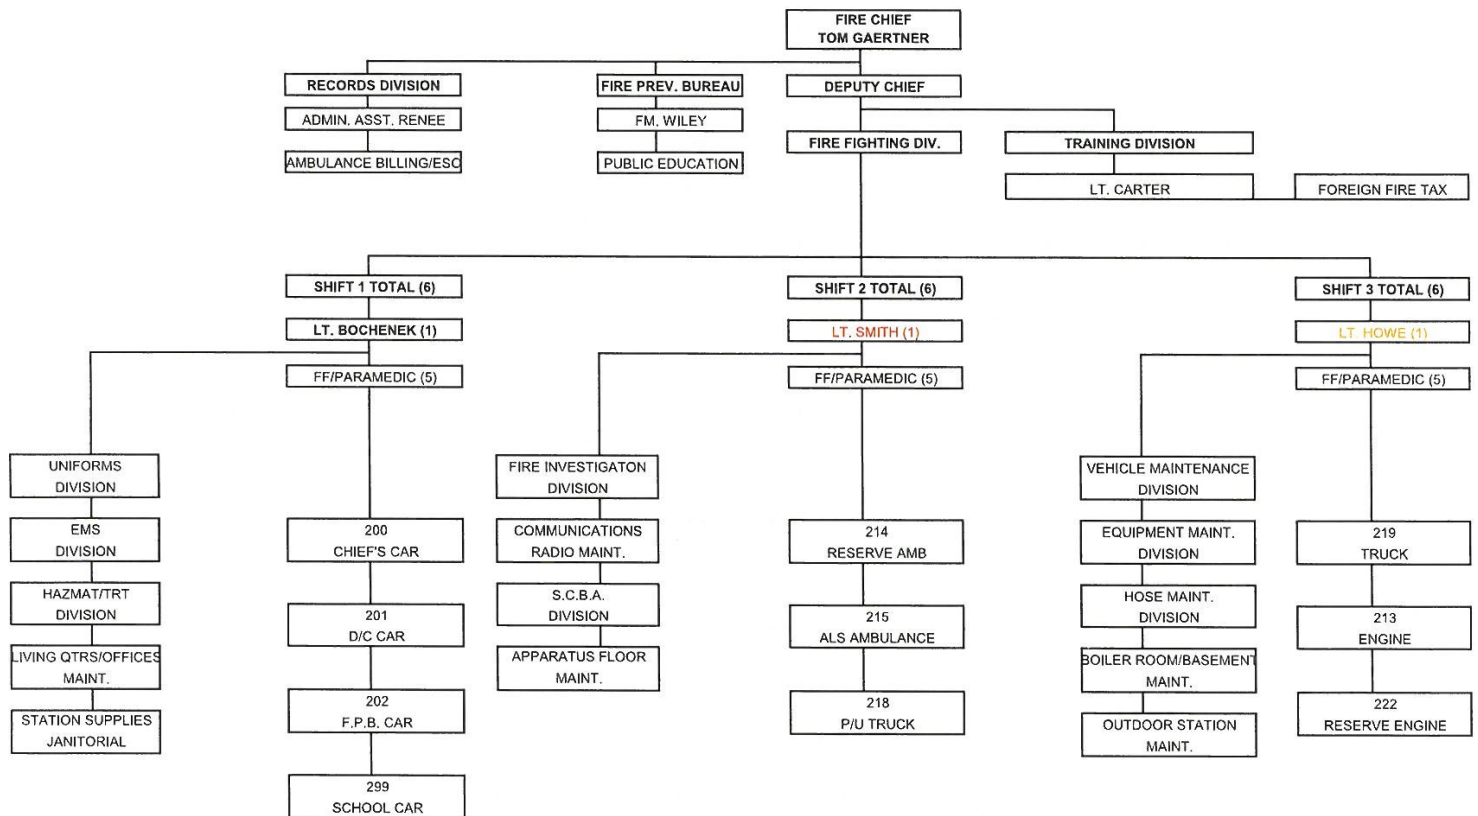 FIRE CHIEF
TOM GAERTNER
RECORDS DIVISION
FIRE PREV. BUREAU
DEPUTY CHIEF
ADMIN. ASST. RENEE
FM. WILEY
FIRE FIGHTING DIV.
TRAINING DIVISION
AMBULANCE BILLING/ESO
PUBLIC EDUCATION
LT. CARTER
FOREIGN FIRE TAX
SHIFT 1 TOTAL (6)
SHIFT 2 TOTAL (6)
SHIFT 3 TOTAL (6)
LT. BOCHENEK (1)
LT. SMITH (1)
LT. HOWE (1)
FF/PARAMEDIC (5)
FF/PARAMEDIC (5)
FF/PARAMEDIC (5)
UNIFORMS
DIVISION
EMS
DIVISION
HAZMAT/TRT
DIVISION
LIVING QTRS/OFFICES
MAINT.
STATION SUPPLIES
JANITORIAL
200
CHIEF'S CAR
201
D/C CAR
202
F.P.B. CAR
299
SCHOOL CAR
FIRE INVESTIGATON
DIVISION
COMMUNICATIONS
RADIO MAINT.
S.C.B.A.
DIVISION
APPARATUS FLOOR
MAINT.
214
RESERVE AMB
215
ALS AMBULANCE
218
P/U TRUCK
VEHICLE MAINTENANCE
DIVISION
EQUIPMENT MAINT.
DIVISION
HOSE MAINT.
DIVISION
BOILER ROOM/BASEMENT
MAINT.
OUTDOOR STATION
MAINT.
219
TRUCK
213
ENGINE
222
RESERVE ENGINE